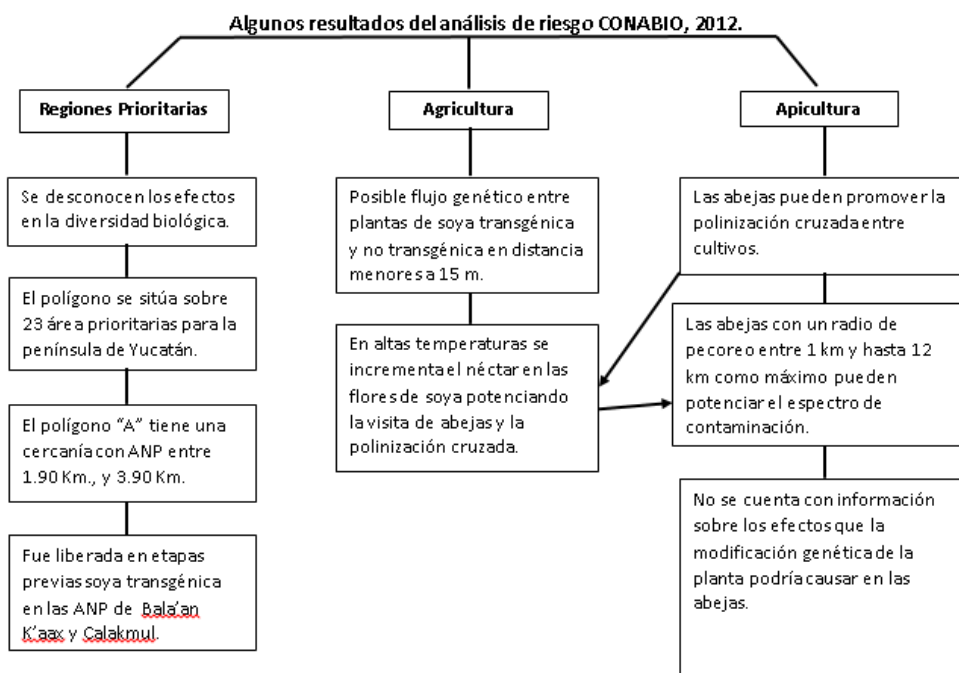 Algunos resultados del análisis de riesgo CONABIO, 2012.
Regiones Prioritarias
Se desconocen los efectos
en la diversidad biológica.
El polígono se sitúa sobre
23 área prioritarias para la
península de Yucatán.
El polígono “A” tiene una
cercanía con ANP entre
1.90 Km., y 3.90 Km.
Fue liberada en etapas
previas soya transgénica
en las ANP de Bala’an
K’aax y Calakmul.
Agricultura
Posible flujo genético entre
plantas de soya transgénica
y no transgénica en distancia
menores a 15 m.
En altas temperaturas se
incrementa el néctar en las
flores de soya potenciando
la visita de abejas y la
polinización cruzada.
Apicultura
Las abejas pueden promover la
polinización cruzada entre
cultivos.
Las abejas con un radio de
pecoreo entre 1 km y hasta 12
km como máximo pueden
potenciar el espectro de
contaminación.
No se cuenta con información
sobre los efectos que la
modificación genética de la
planta podría causar en las
abejas.